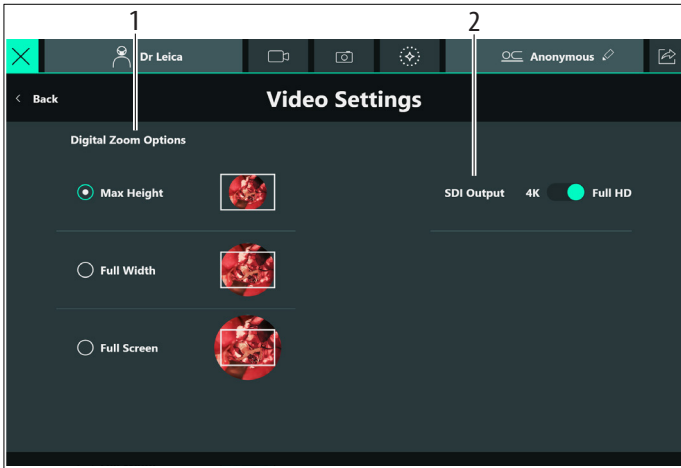 1 2
Dr Leica Anonymous
Back Video Settings
Digital Zoom Options
Max Height
SDI Output 4K Full HD
Full Width
Full Screen